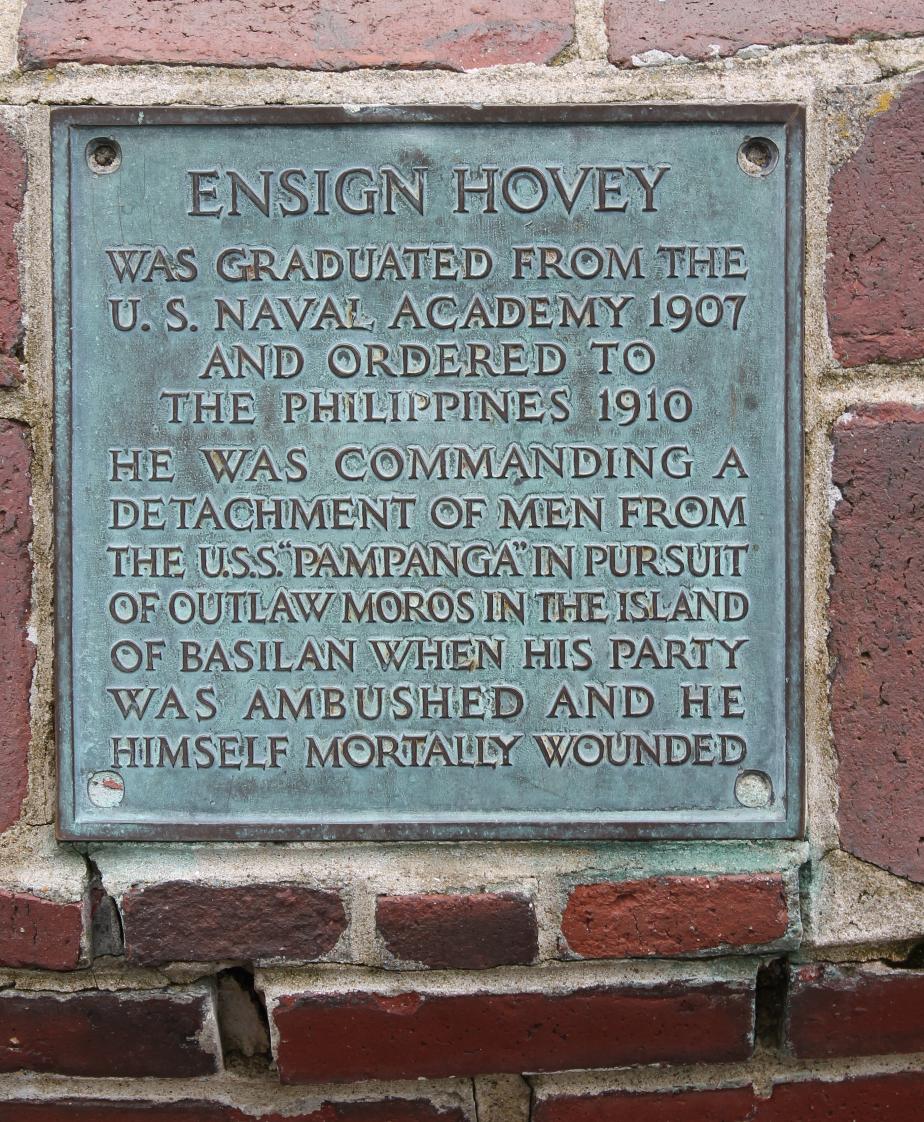 ENSIGN HOVEY
WAS GRADUATED FROM THE
U. S. NAVAL ACADEMY 1907
AND ORDERED TO
THE PHILIPPINES 1910
HE WAS COMMANDING A
DETACHMENT OF MEN FROM
THE U.S.S. "PAMPANGA" IN PURSUIT
OF OUTLAW MOROS IN THE ISLAND
OF BASILAN WHEN HIS PARTY
WAS AMBUSHED AND HE
HIMSELF MORTALLY WOUNDED